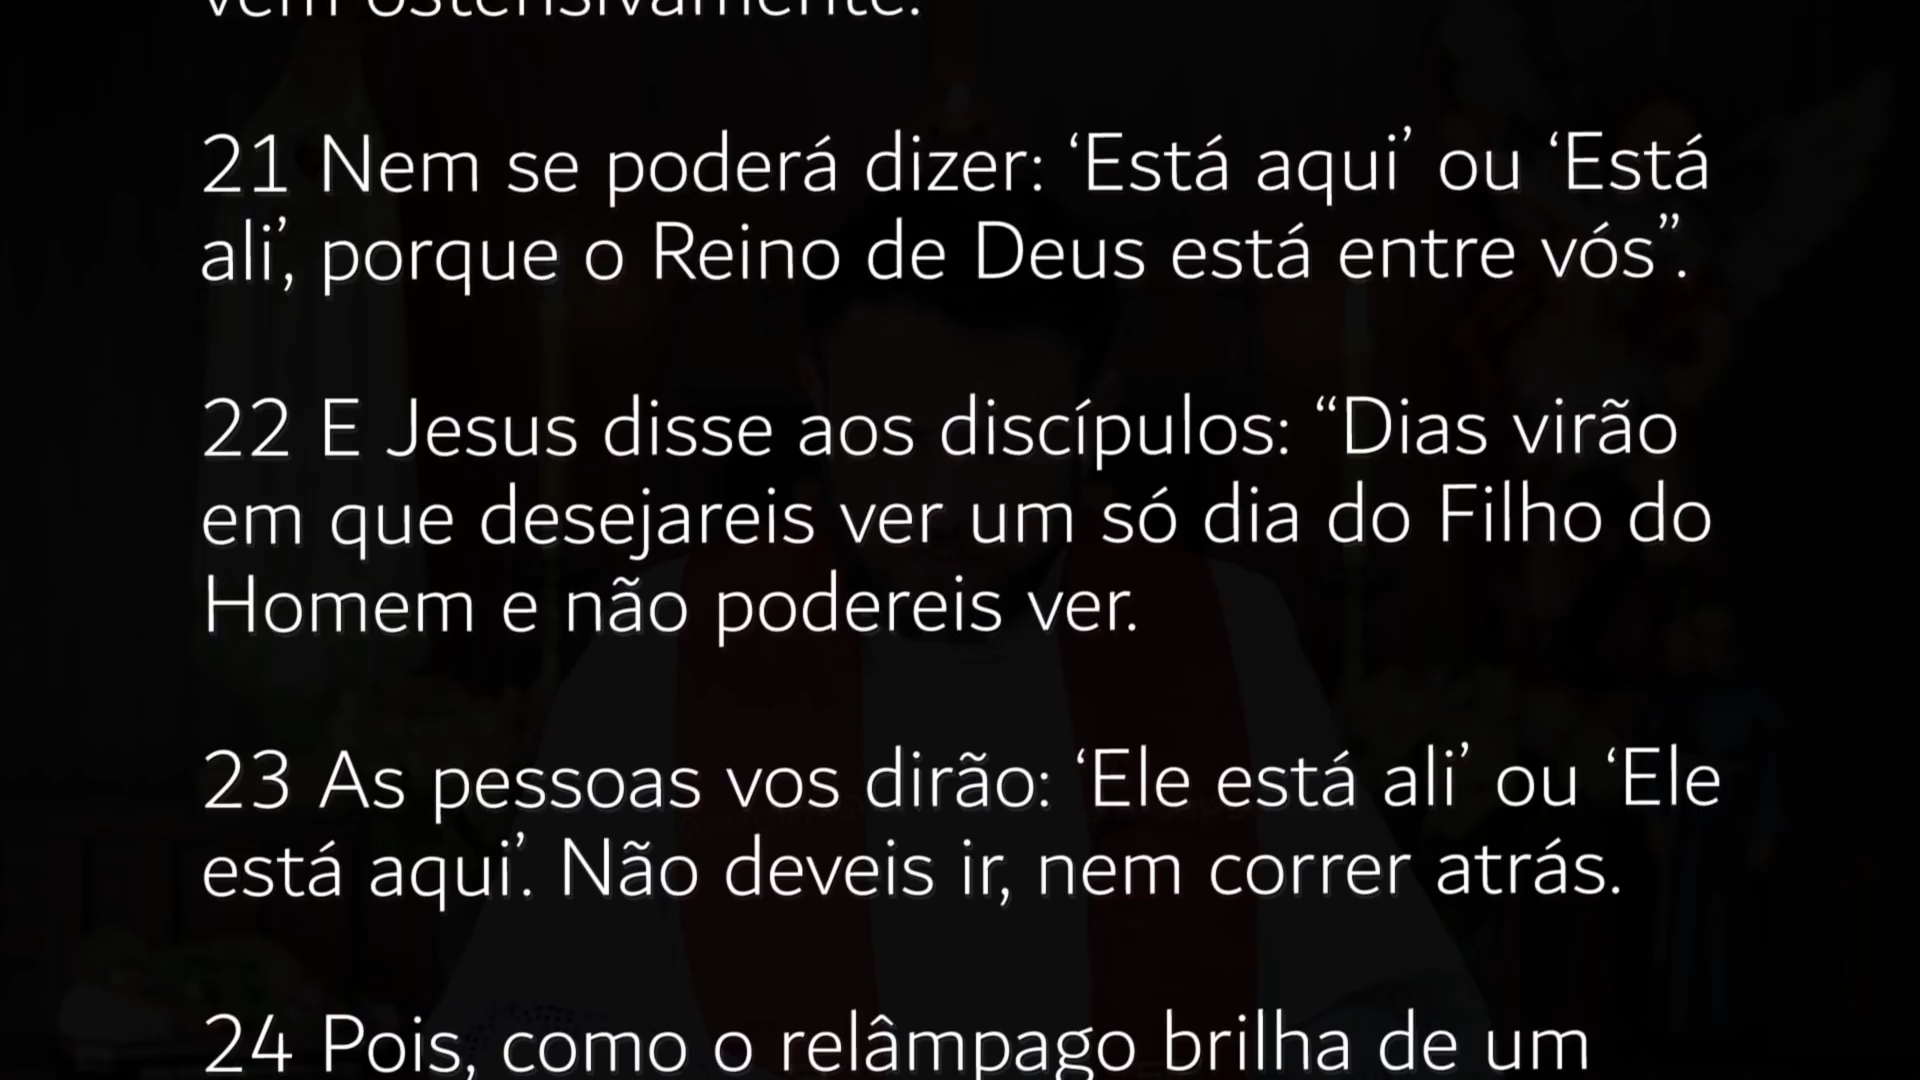 vem ostensivamente.
21 Nem se poderá dizer: ‘Está aqui’ ou ‘Está
ali’, porque o Reino de Deus está entre vós”.
22 E Jesus disse aos discípulos: “Dias virão
em que desejareis ver um só dia do Filho do
Homem e não podereis ver.
23 As pessoas vos dirão: ‘Ele está ali’ ou ‘Ele
está aqui’. Não deveis ir, nem correr atrás.
24 Pois, como o relâmpago brilha de um